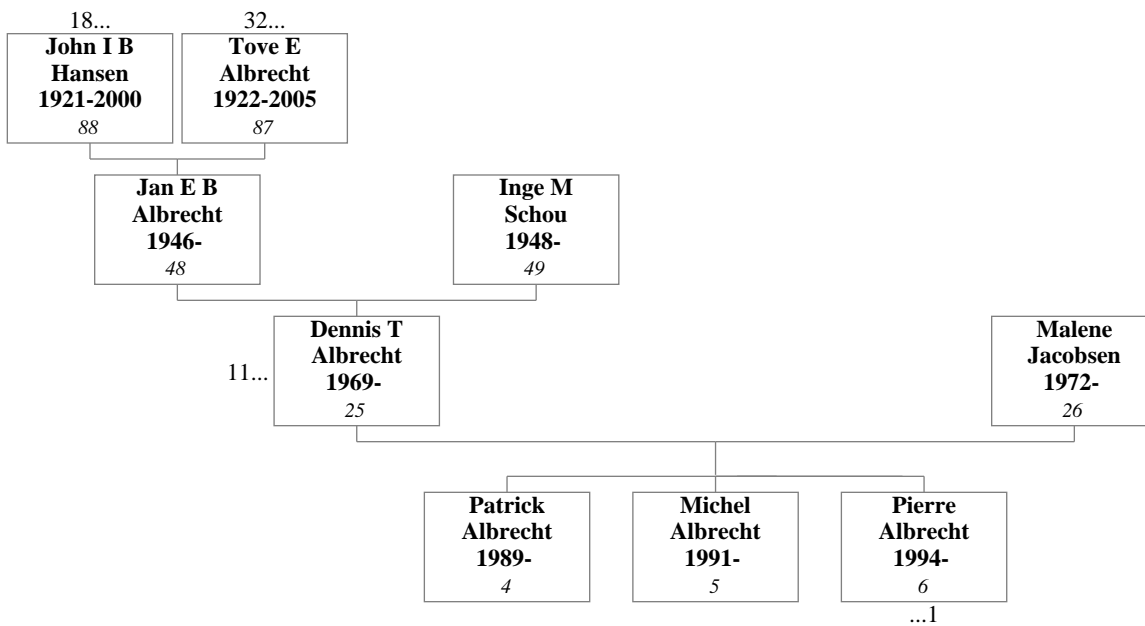 18...
32...
John I B
Hansen
1921-2000
88
Tove E
Albrecht
1922-2005
87
Jan E B
Albrecht
1946-
48
Inge M
Schou
1948-
49
11...
Dennis T
Albrecht
1969-
25
Malene
Jacobsen
1972-
26
Patrick
Albrecht
1989-
4
Michel
Albrecht
1991-
5
Pierre
Albrecht
1994-
6
...1